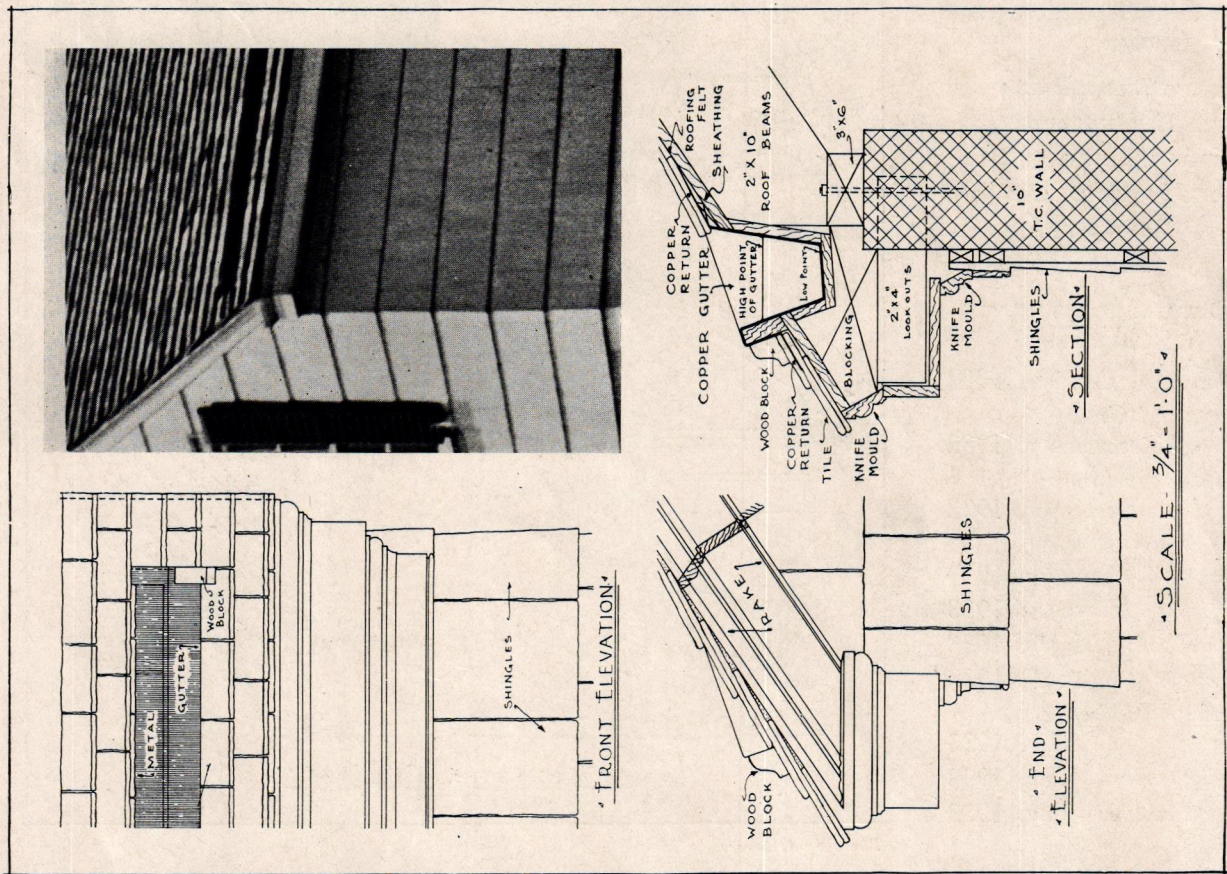 ROOFING
FELT
SHEATHING
2" X 10"
ROOF BEAMS
3"X6"
COPPER
RETURN
COPPER GUTTER
HIGH POINT
OF GUTTER
LOW POINT
10"
T.C. WALL
WOOD BLOCK
COPPER
RETURN
TILE
KNIFE
MOULD
BLOCKING
2"X4"
LOOK OUTS
KNIFE
MOULD
SHINGLES
SECTION
METAL
GUTTER
WOOD
BLOCK
SHINGLES
FRONT ELEVATION
RAKE
WOOD
BLOCK
SHINGLES
END
ELEVATION
SCALE - 3/4" = 1'-0"